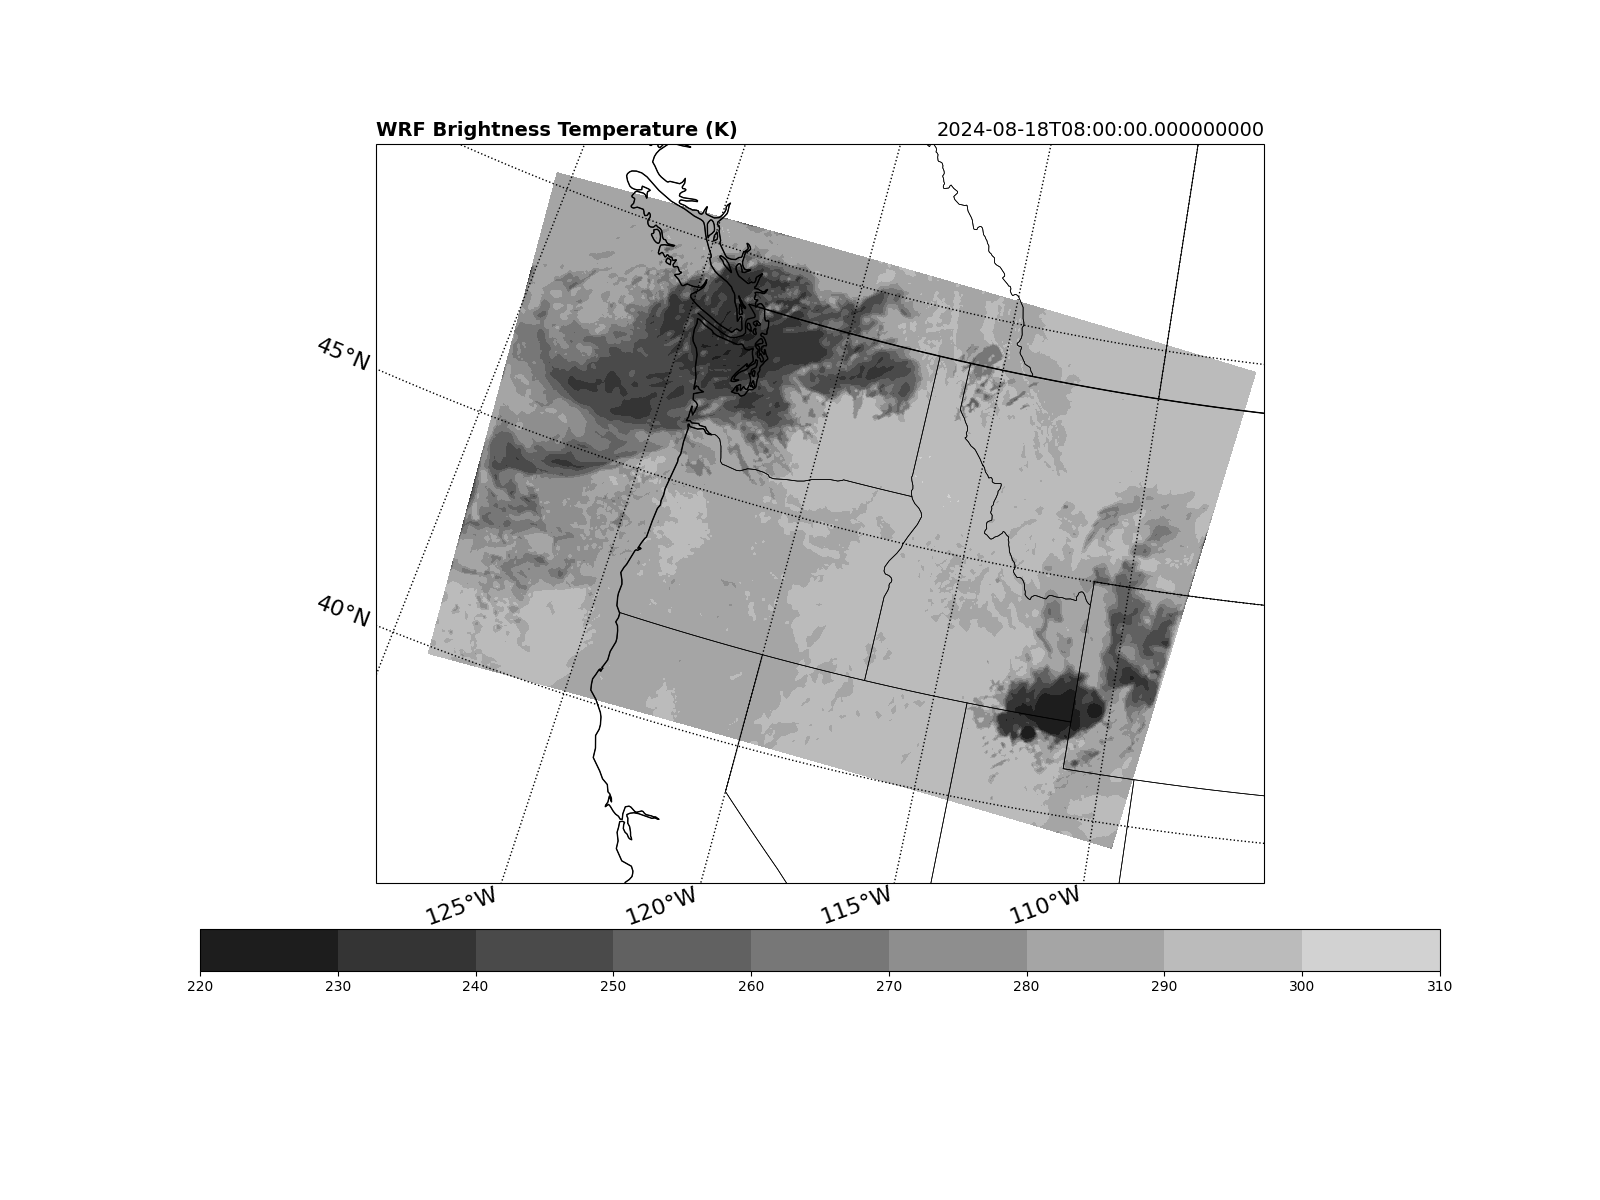 WRF Brightness Temperature (K) 2024-08-18T08:00:00.000000000
45°N
40°N
125°W 120°W 115°W 110°W
220 230 240 250 260 270 280 290 300 310